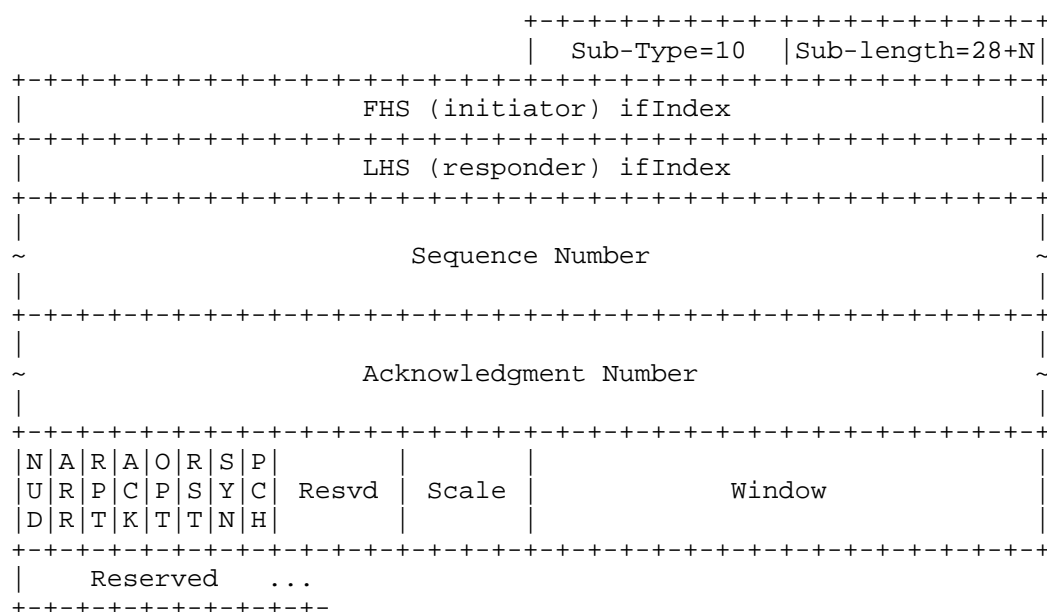 +-+-+-+-+-+-+-+-+-+-+-+-+-+-+-+-+
|  Sub-Type=10  |Sub-length=28+N|
+-+-+-+-+-+-+-+-+-+-+-+-+-+-+-+-+-+-+-+-+-+-+-+-+-+-+-+-+-+-+-+-+
|                     FHS (initiator) ifIndex                   |
+-+-+-+-+-+-+-+-+-+-+-+-+-+-+-+-+-+-+-+-+-+-+-+-+-+-+-+-+-+-+-+-+
|                     LHS (responder) ifIndex                   |
+-+-+-+-+-+-+-+-+-+-+-+-+-+-+-+-+-+-+-+-+-+-+-+-+-+-+-+-+-+-+-+-+
|                                                               |
~                        Sequence Number                        ~
|                                                               |
+-+-+-+-+-+-+-+-+-+-+-+-+-+-+-+-+-+-+-+-+-+-+-+-+-+-+-+-+-+-+-+-+
|                                                               |
~                     Acknowledgment Number                     ~
|                                                               |
+-+-+-+-+-+-+-+-+-+-+-+-+-+-+-+-+-+-+-+-+-+-+-+-+-+-+-+-+-+-+-+-+
|N|A|R|A|O|R|S|P|       |       |                               |
|U|R|P|C|P|S|Y|C| Resvd | Scale |            Window             |
|D|R|T|K|T|T|N|H|       |       |                               |
+-+-+-+-+-+-+-+-+-+-+-+-+-+-+-+-+-+-+-+-+-+-+-+-+-+-+-+-+-+-+-+-+
|    Reserved   ...
+-+-+-+-+-+-+-+-+-+-